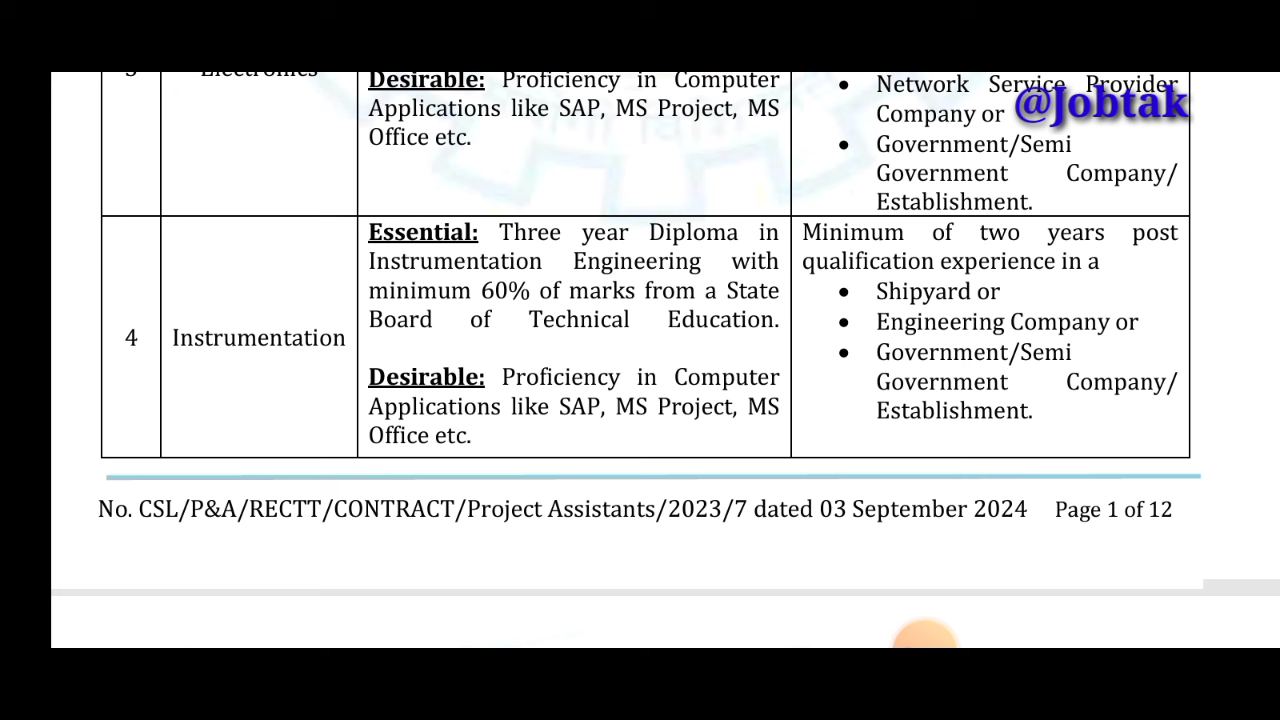 3
Electronics
Desirable: Proficiency in Computer
Applications like SAP, MS Project, MS
Office etc.
• Network Service Provider
Company or
@Jobtak
• Government/Semi
Government Company/
Establishment.
4
Instrumentation
Essential: Three year Diploma in
Instrumentation Engineering with
minimum 60% of marks from a State
Board of Technical Education.
Desirable: Proficiency in Computer
Applications like SAP, MS Project, MS
Office etc.
Minimum of two years post
qualification experience in a
• Shipyard or
• Engineering Company or
• Government/Semi
Government Company/
Establishment.
No. CSL/P&A/RECTT/CONTRACT/Project Assistants/2023/7 dated 03 September 2024 Page 1 of 12